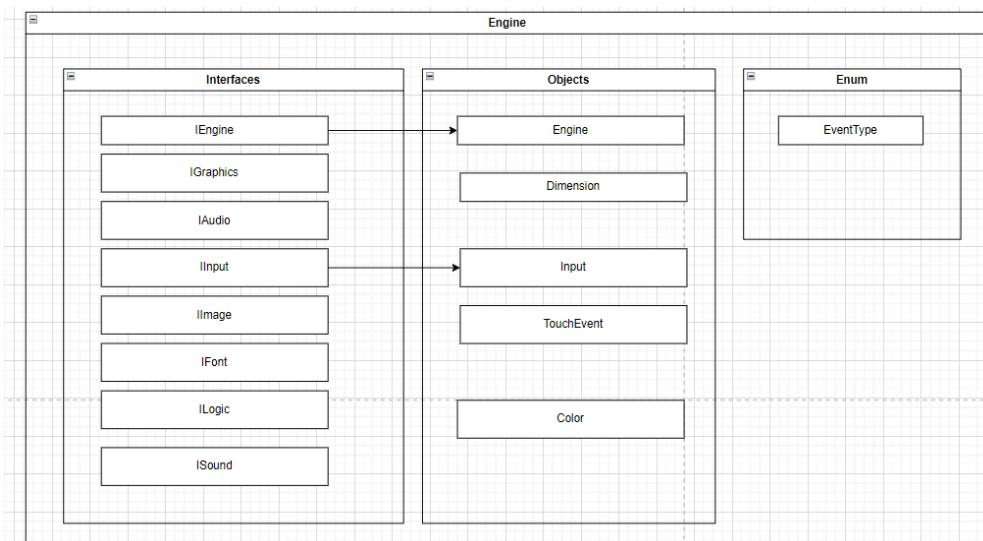 Engine
Interfaces
IEngine
IGraphics
IAudio
IInput
IImage
IFont
ILogic
ISound
Objects
Engine
Dimension
Input
TouchEvent
Color
Enum
EventType